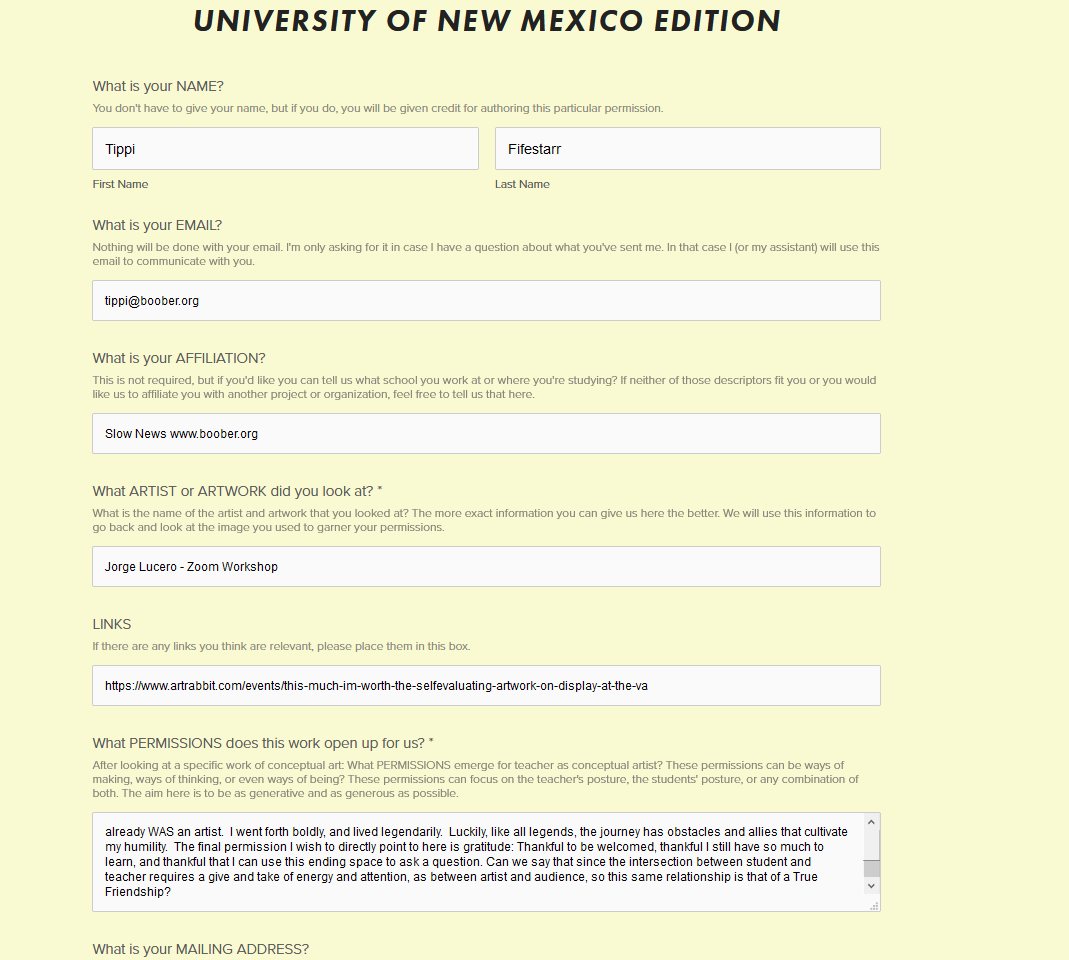 UNIVERSITY OF NEW MEXICO EDITION
What is your NAME?
You don't have to give your name, but if you do, you will be given credit for authoring this particular permission.
Tippi
Fifestarr
First Name
Last Name
What is your EMAIL?
Nothing will be done with your email. I'm only asking for it in case I have a question about what you've sent me. In that case I (or my assistant) will use this
email to communicate with you.
tippi@boober.org
What is your AFFILIATION?
This is not required, but if you'd like you can tell us what school you work at or where you're studying? If neither of those descriptors fit you or you would
like us to affiliate you with another project or organization, feel free to tell us that here.
Slow News www.boober.org
What ARTIST or ARTWORK did you look at? *
What is the name of the artist and artwork that you looked at? The more exact information you can give us here the better. We will use this information to
go back and look at the image you used to garner your permissions.
Jorge Lucero - Zoom Workshop
LINKS
If there are any links you think are relevant, please place them in this box.
https://www.artrabbit.com/events/this-much-im-worth-the-selfevaluating-artwork-on-display-at-the-va
What PERMISSIONS does this work open up for us? *
After looking at a specific work of conceptual art: What PERMISSIONS emerge for teacher as conceptual artist? These permissions can be ways of
making, ways of thinking, or even ways of being? These permissions can focus on the teacher's posture, the students' posture, or any combination of
both. The aim here is to be as generative and as generous as possible.
already WAS an artist.  I went forth boldly, and lived legendarily.  Luckily, like all legends, the journey has obstacles and allies that cultivate
my humility.  The final permission I wish to directly point to here is gratitude: Thankful to be welcomed, thankful I still have so much to
learn, and thankful that I can use this ending space to ask a question. Can we say that since the intersection between student and
teacher requires a give and take of energy and attention, as between artist and audience, so this same relationship is that of a True
Friendship?
What is your MAILING ADDRESS?